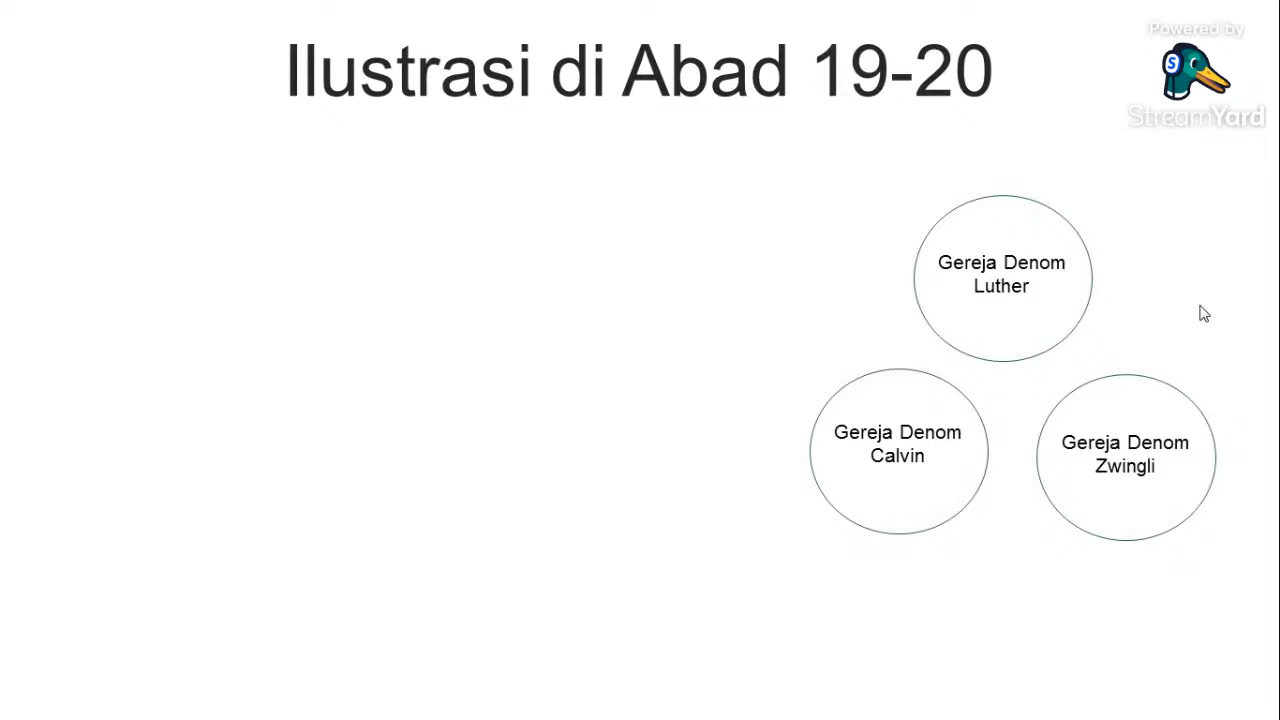 Powered by
Ilustrasi di Abad 19-20
S
StreamYard
Gereja Denom
Luther
Gereja Denom
Calvin
Gereja Denom
Zwingli